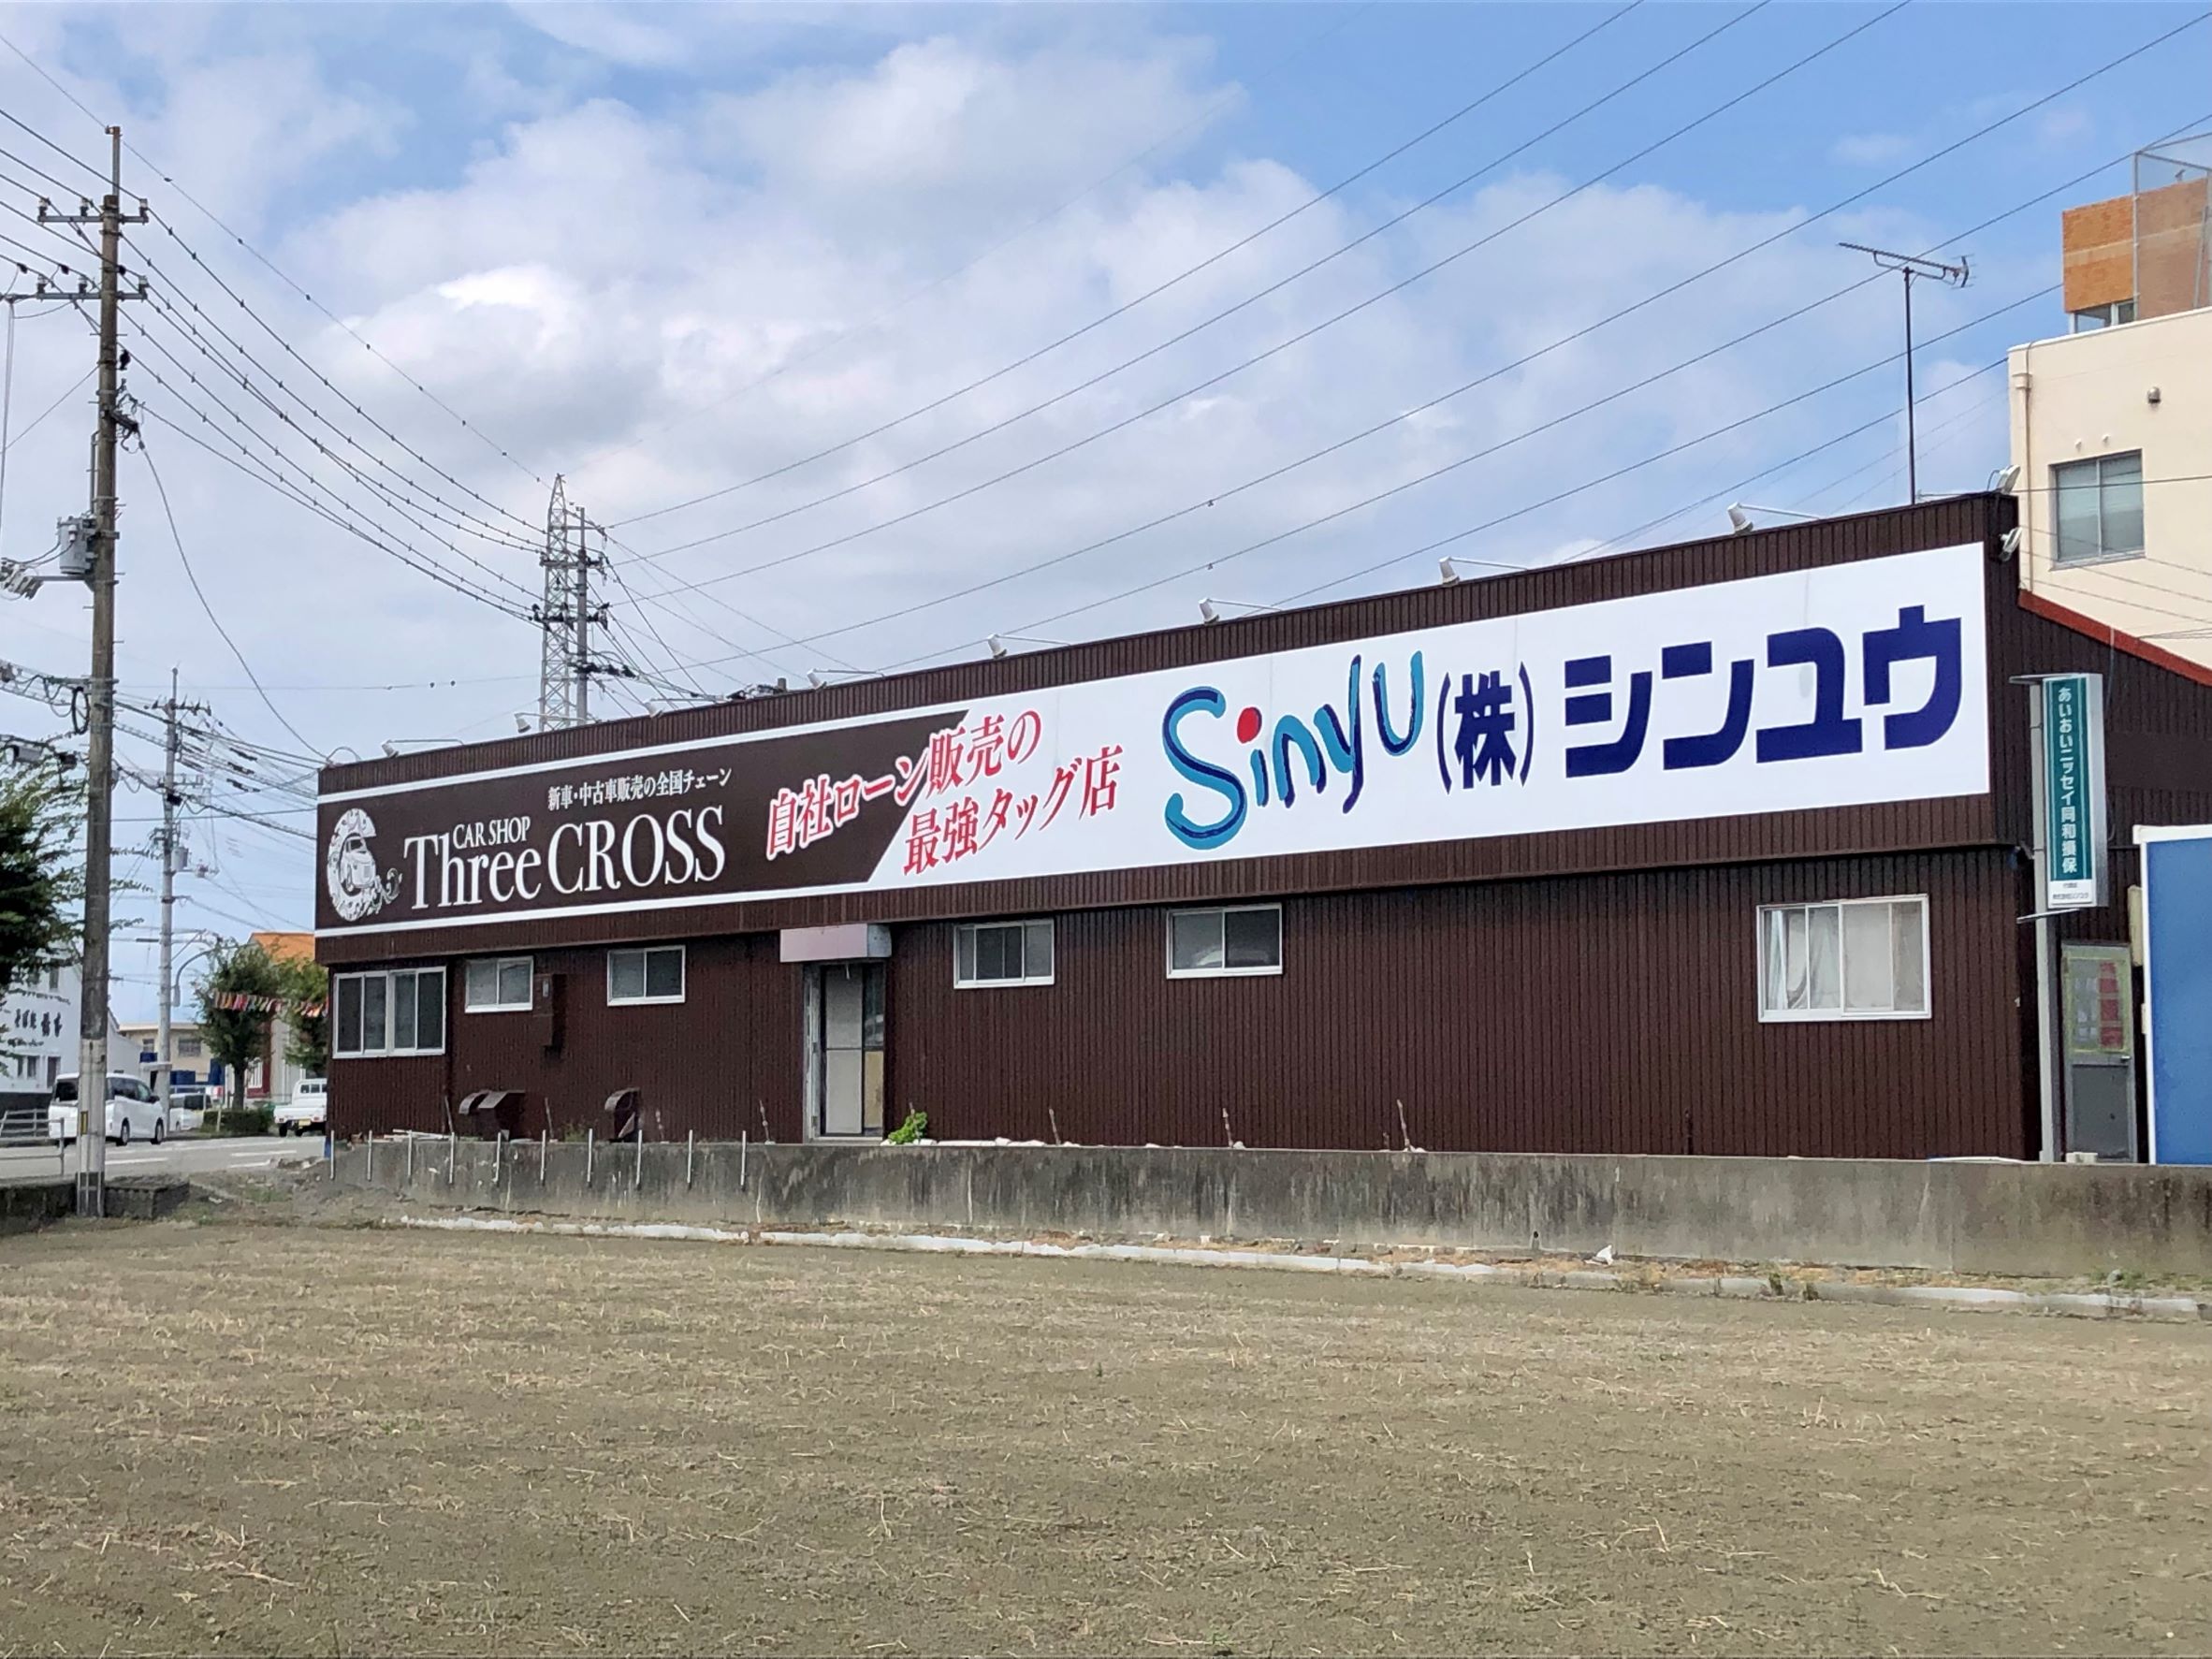 新車・中古車販売の全国チェーン
CAR SHOP
Three CROSS
自社ローン販売の
最強タッグ店
Sinyu
(株)シンユウ
あいおいニッセイ同和損保